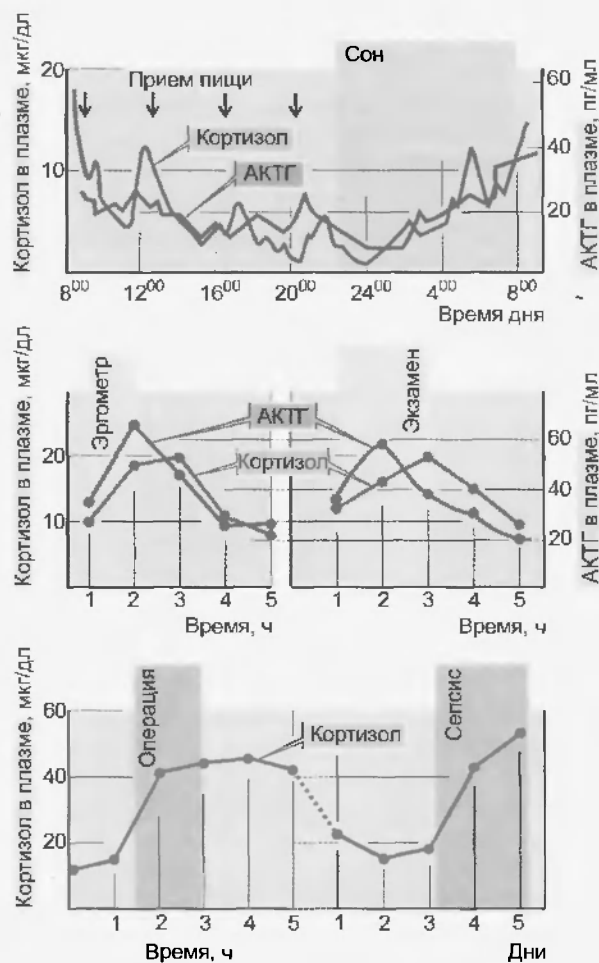 Кортизол в плазме, мкг/дл
АКТГ в плазме, пг/мл
Сон
20
60
Прием пищи
Кортизол
40
10
АКТГ
20
8⁰⁰ 12⁰⁰ 16⁰⁰ 20⁰⁰ 24⁰⁰ 4⁰⁰ 8⁰⁰
Время дня
Кортизол в плазме, мкг/дл
АКТГ в плазме, пг/мл
Эргометр
Экзамен
АКТГ
60
20
Кортизол
40
10
20
1 2 3 4 5 1 2 3 4 5
Время, ч Время, ч
Кортизол в плазме, мкг/дл
Операция
Сепсис
60
Кортизол
40
20
1 2 3 4 5 1 2 3 4 5
Время, ч Дни